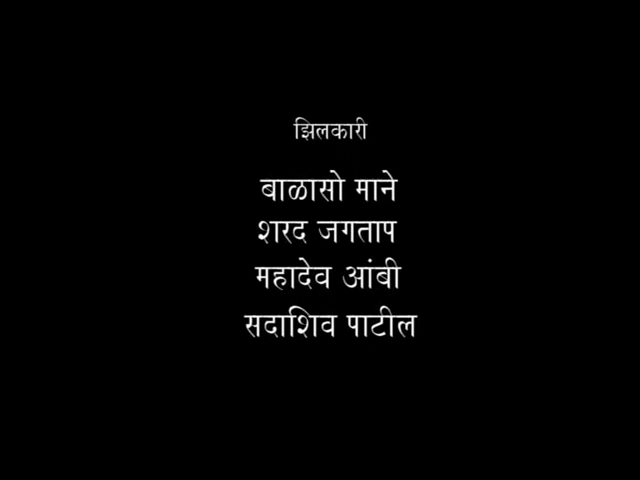 झिलकारी
बाळासो माने
शरद जगताप
महादेव आंबी
सदाशिव पाटील